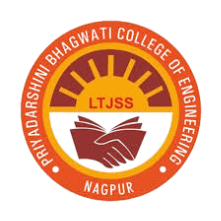 PRIYADARSHINI BHAGWATI COLLEGE OF ENGINEERING
LTJSS
NAGPUR